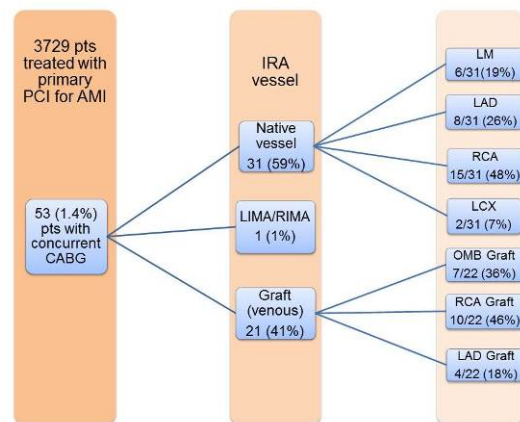 3729 pts
treated with
primary
PCI for AMI
53 (1.4%)
pts with
concurrent
CABG
IRA
vessel
Native
vessel
31 (59%)
LIMA/RIMA
1 (1%)
Graft
(venous)
21 (41%)
LM
6/31(19%)
LAD
8/31 (26%)
RCA
15/31 (48%)
LCX
2/31 (7%)
OMB Graft
7/22 (36%)
RCA Graft
10/22 (46%)
LAD Graft
4/22 (18%)